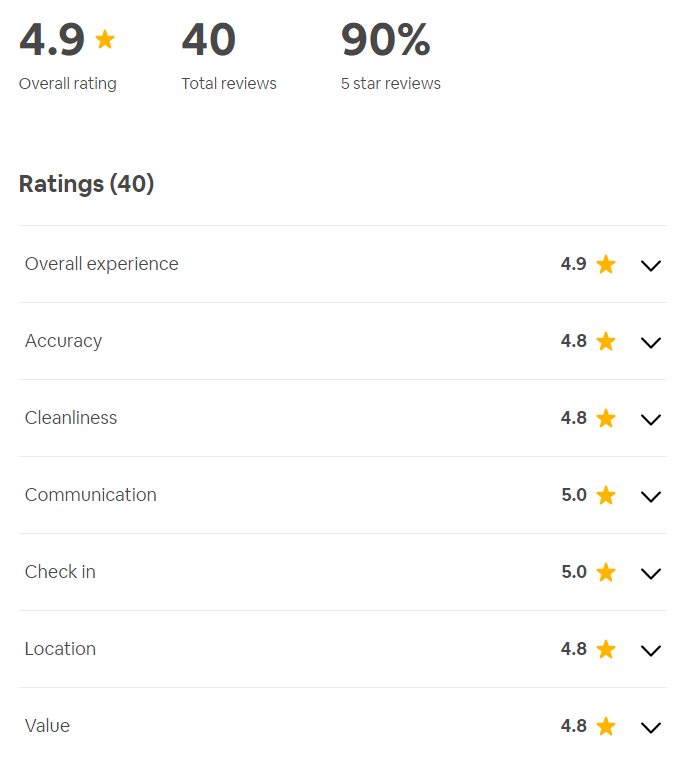 4.9 40 90%
Overall rating Total reviews 5 star reviews
Ratings (40)
Overall experience 4.9
Accuracy 4.8
Cleanliness 4.8
Communication 5.0
Check in 5.0
Location 4.8
Value 4.8